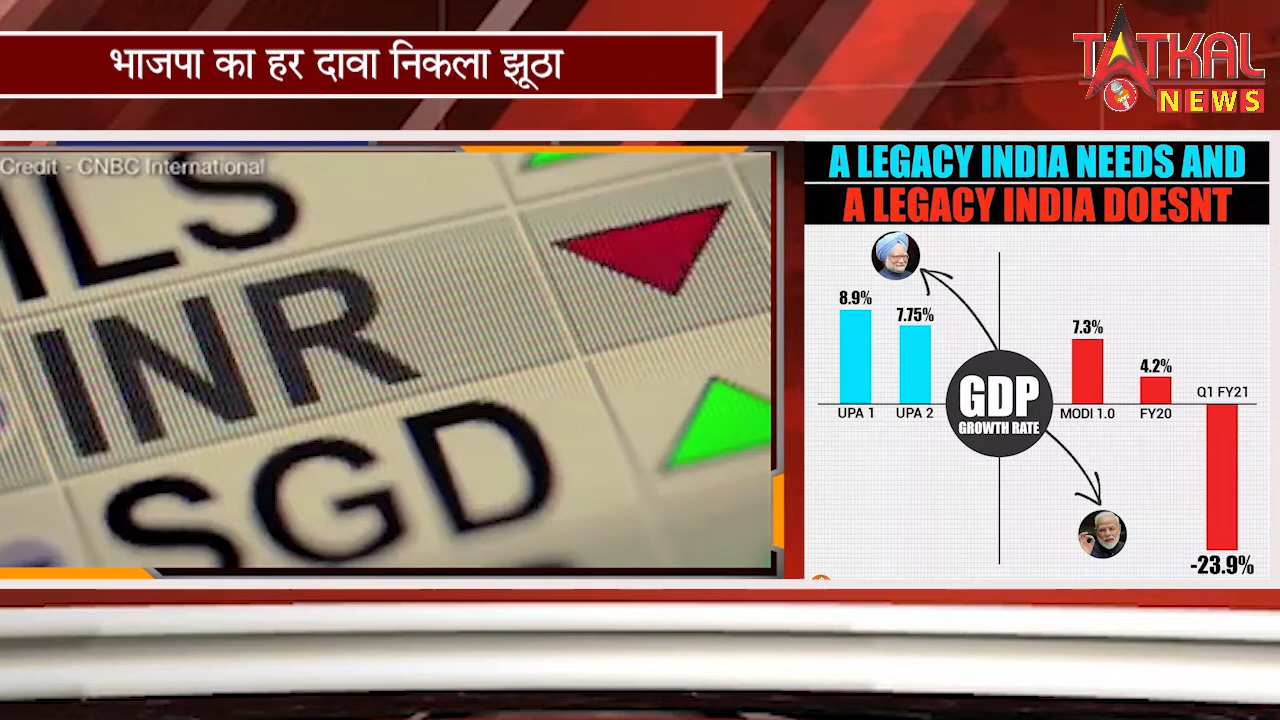 भाजपा का हर दावा निकला झूठा
TATKAL
NEWS
Credit - CNBC International
ILS
INR
SGD
A LEGACY INDIA NEEDS AND
A LEGACY INDIA DOESNT
8.9%
7.75%
7.3%
4.2%
Q1 FY21
UPA 1
UPA 2
GDP
GROWTH RATE
MODI 1.0
FY20
-23.9%